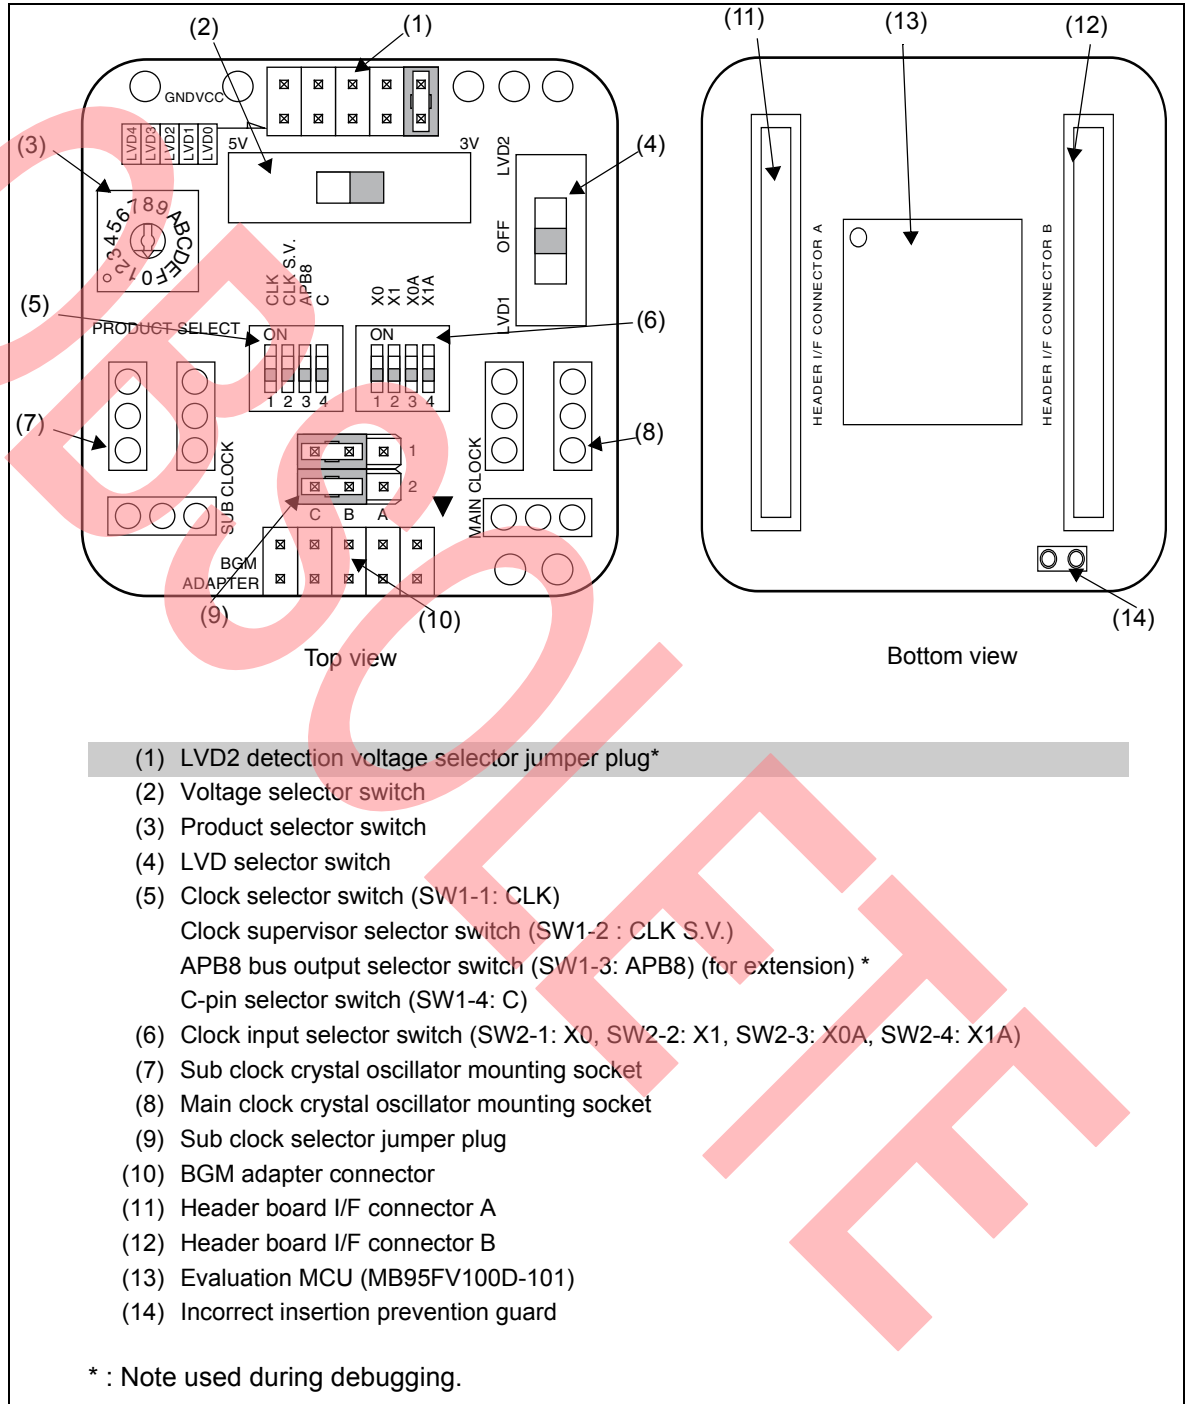 (2)
(1)
(11)
(13)
(12)
GNDVCC
LVD4
LVD3
LVD2
LVD1
LVD0
5V
3V
(3)
(4)
LVD2
OFF
LVD1
0123456789ABCDEF
PRODUCT SELECT
CLK
CLK S.V.
APB8
C
X0
X1
X0A
X1A
(5)
ON
1 2 3 4
ON
1 2 3 4
(6)
(7)
(8)
SUB CLOCK
MAIN CLOCK
1
2
C B A
BGM
ADAPTER
(9)
(10)
HEADER I/F CONNECTOR A
HEADER I/F CONNECTOR B
(14)
Top view
Bottom view
(1) LVD2 detection voltage selector jumper plug*
(2) Voltage selector switch
(3) Product selector switch
(4) LVD selector switch
(5) Clock selector switch (SW1-1: CLK)
Clock supervisor selector switch (SW1-2 : CLK S.V.)
APB8 bus output selector switch (SW1-3: APB8) (for extension) *
C-pin selector switch (SW1-4: C)
(6) Clock input selector switch (SW2-1: X0, SW2-2: X1, SW2-3: X0A, SW2-4: X1A)
(7) Sub clock crystal oscillator mounting socket
(8) Main clock crystal oscillator mounting socket
(9) Sub clock selector jumper plug
(10) BGM adapter connector
(11) Header board I/F connector A
(12) Header board I/F connector B
(13) Evaluation MCU (MB95FV100D-101)
(14) Incorrect insertion prevention guard
* : Note used during debugging.
OBSOLETE